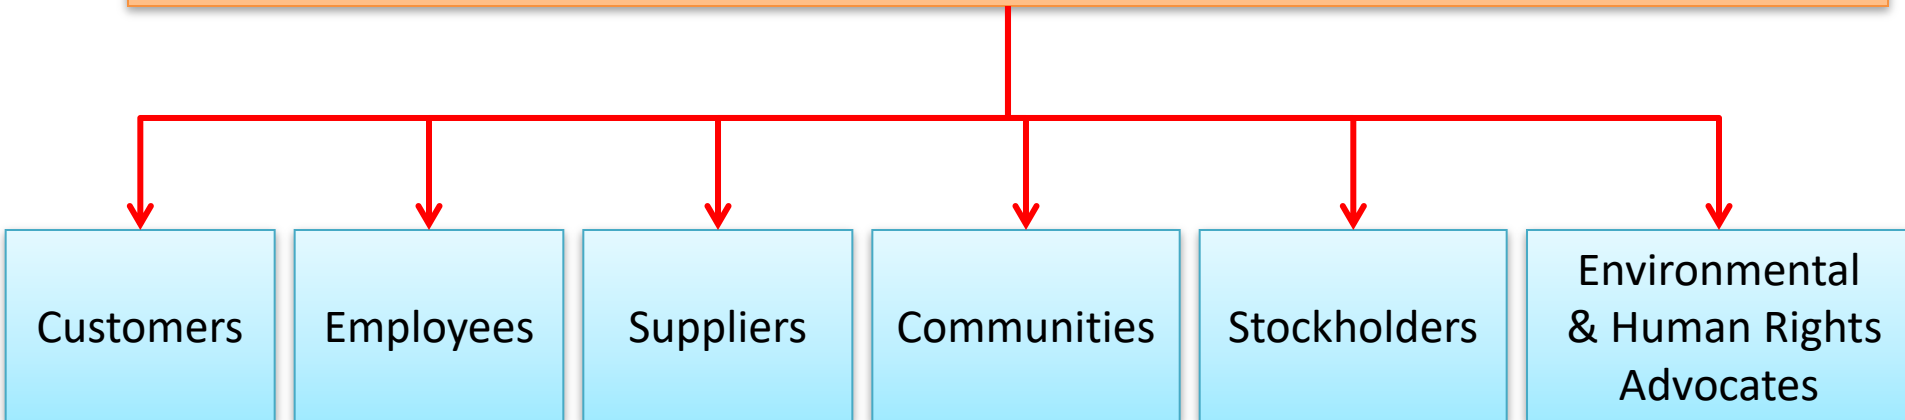 Customers
Employees
Suppliers
Communities
Stockholders
Environmental
& Human Rights
Advocates